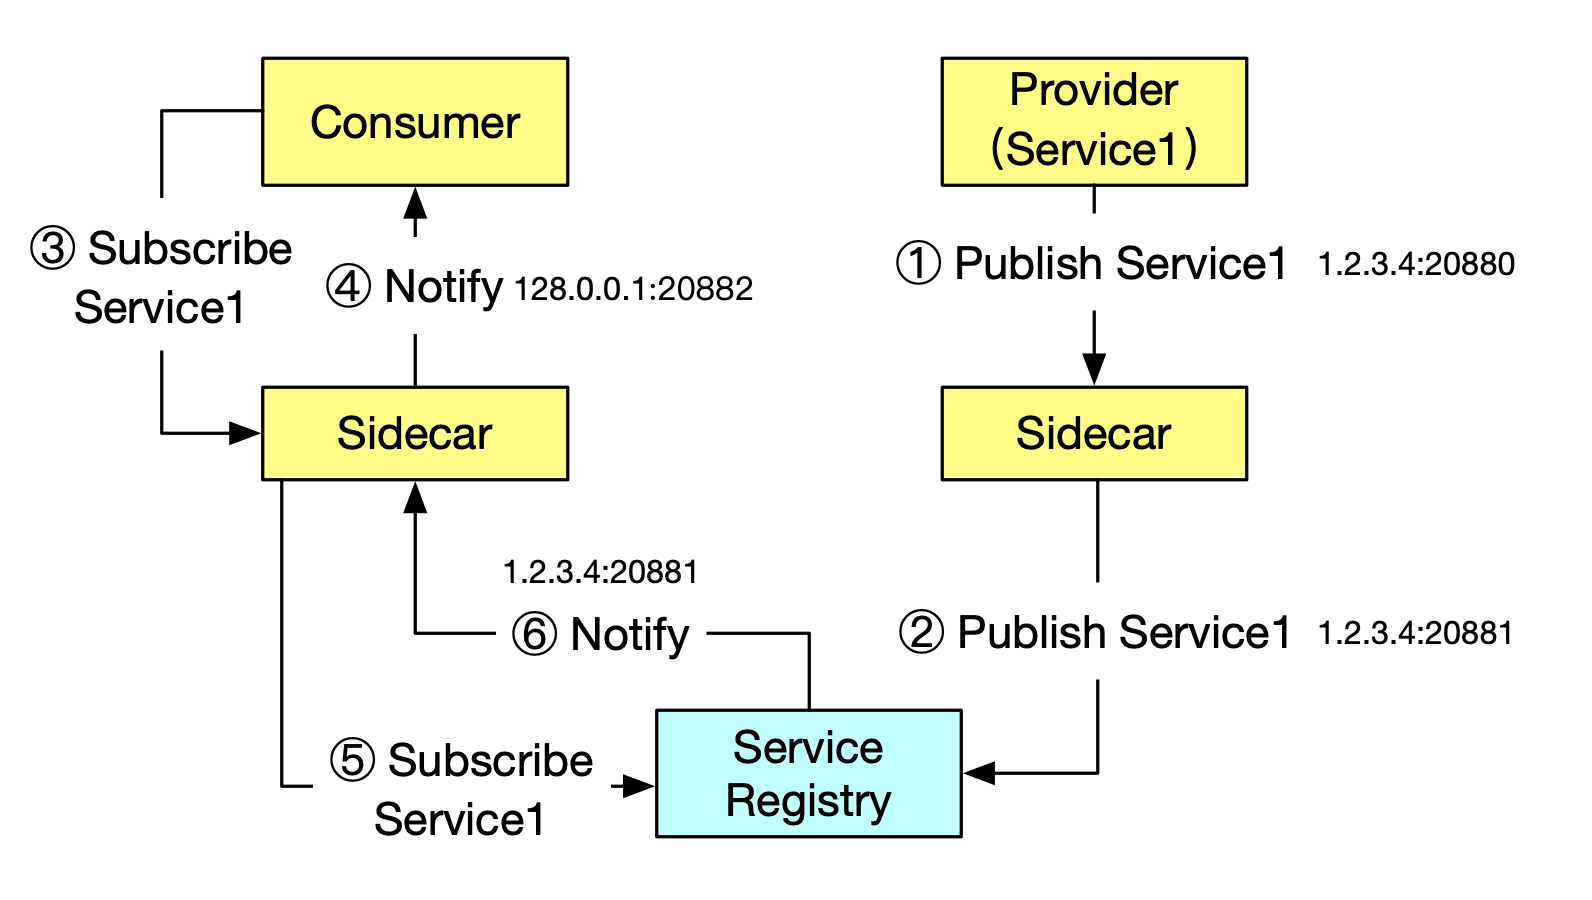 Consumer
Provider
(Service1)
③ Subscribe
Service1
④ Notify 128.0.0.1:20882
① Publish Service1 1.2.3.4:20880
Sidecar
Sidecar
1.2.3.4:20881
⑥ Notify
② Publish Service1 1.2.3.4:20881
⑤ Subscribe
Service1
Service
Registry